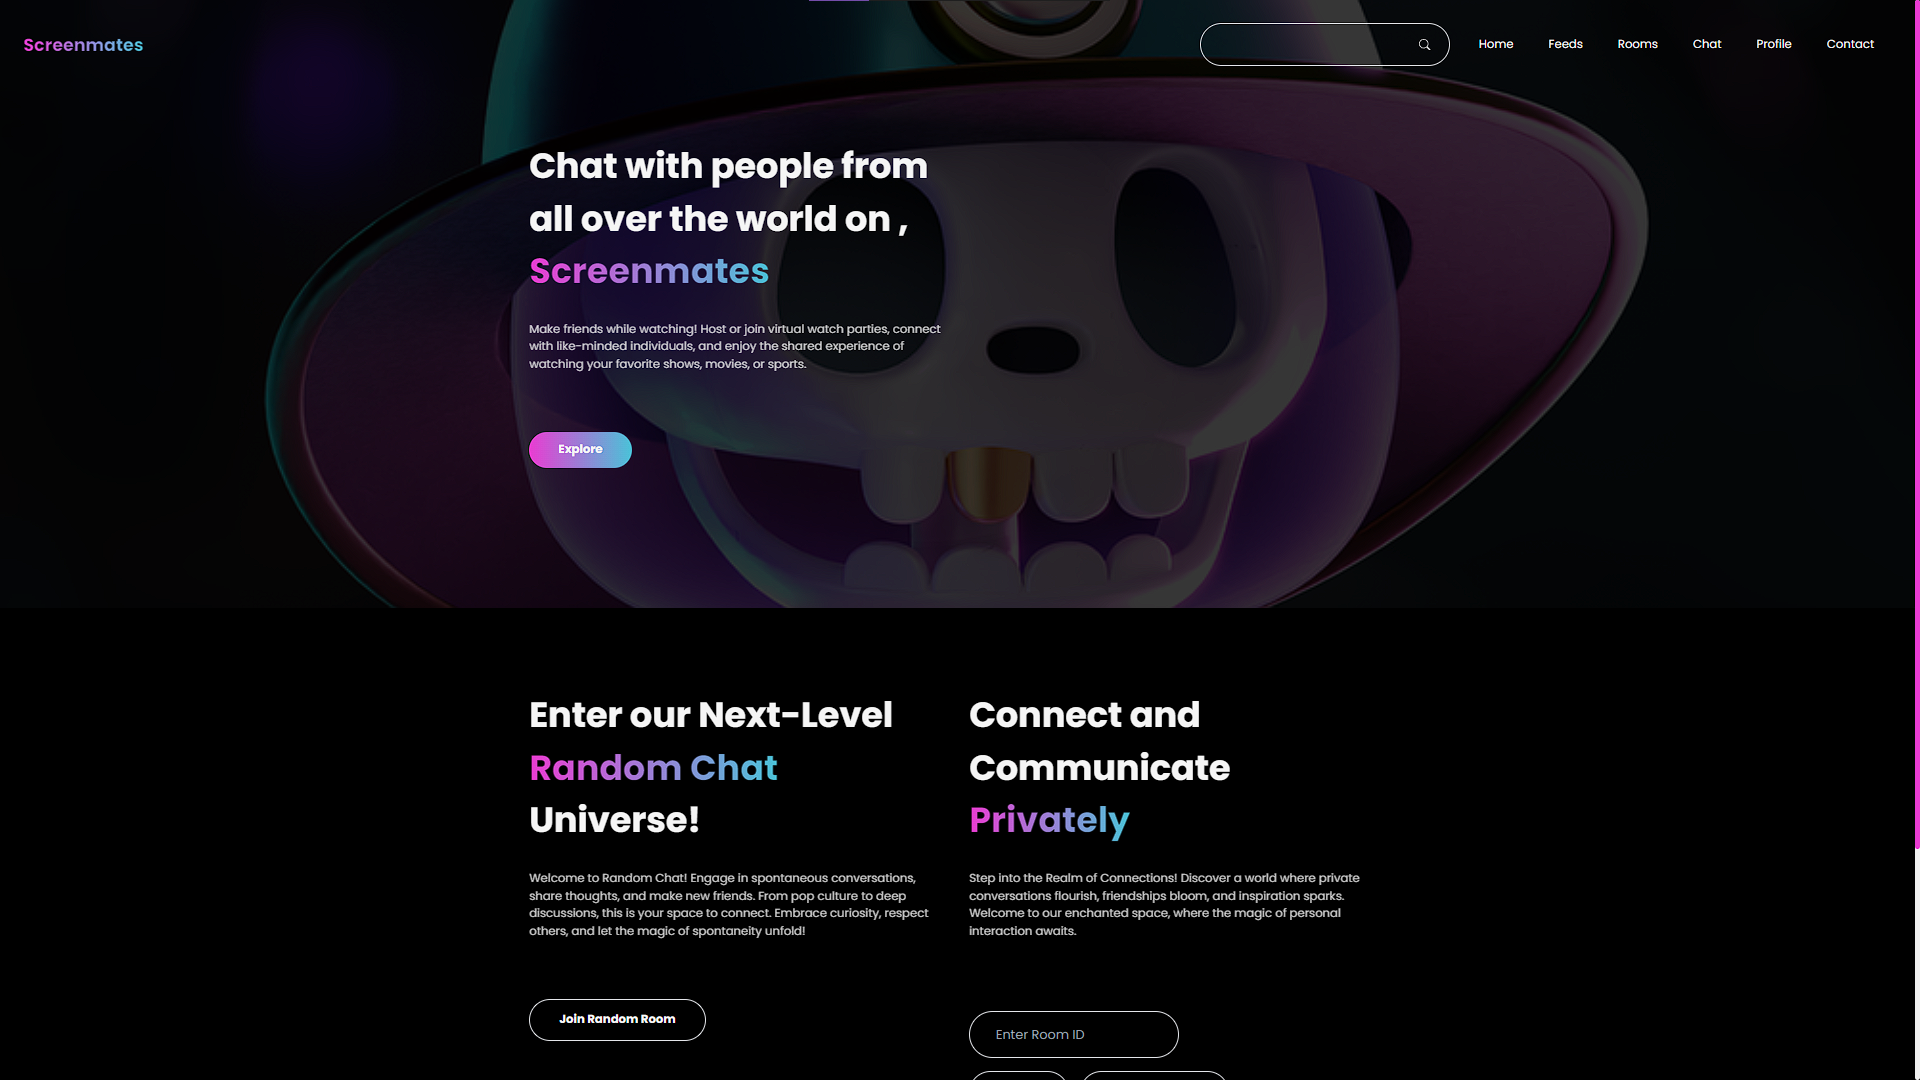 Screenmates
Home
Feeds
Rooms
Chat
Profile
Contact
Chat with people from
all over the world on ,
Screenmates
Make friends while watching! Host or join virtual watch parties, connect
with like-minded individuals, and enjoy the shared experience of
watching your favorite shows, movies, or sports.
Explore
Enter our Next-Level
Random Chat
Universe!
Welcome to Random Chat! Engage in spontaneous conversations,
share thoughts, and make new friends. From pop culture to deep
discussions, this is your space to connect. Embrace curiosity, respect
others, and let the magic of spontaneity unfold!
Join Random Room
Connect and
Communicate
Privately
Step into the Realm of Connections! Discover a world where private
conversations flourish, friendships bloom, and inspiration sparks.
Welcome to our enchanted space, where the magic of personal
interaction awaits.
Enter Room ID